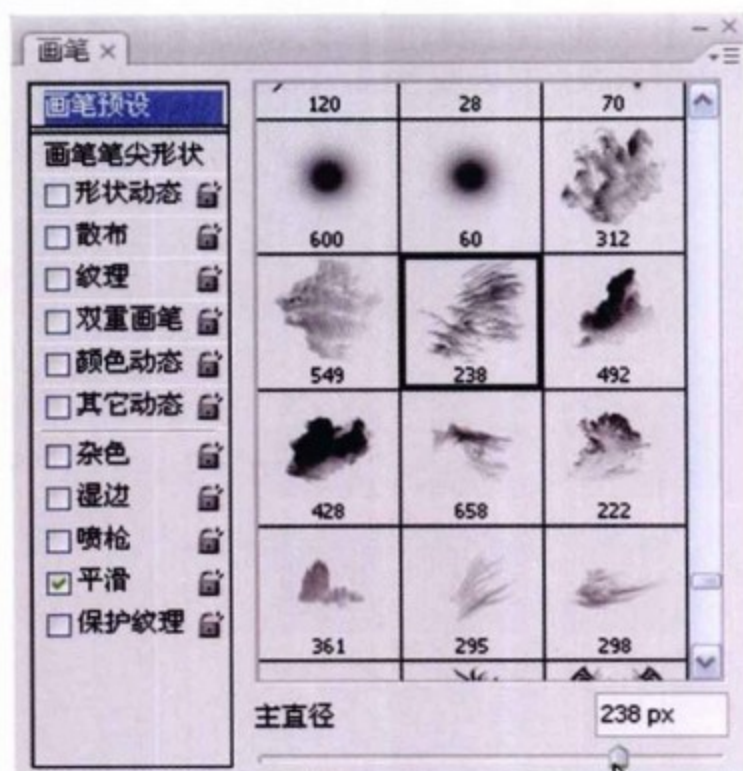 画笔 ×
画笔预设
画笔笔尖形状
形状动态
散布
纹理
双重画笔
颜色动态
其它动态
杂色
湿边
喷枪
平滑
保护纹理
120 28 70
600 60 312
549 238 492
428 658 222
361 295 298
主直径 238 px